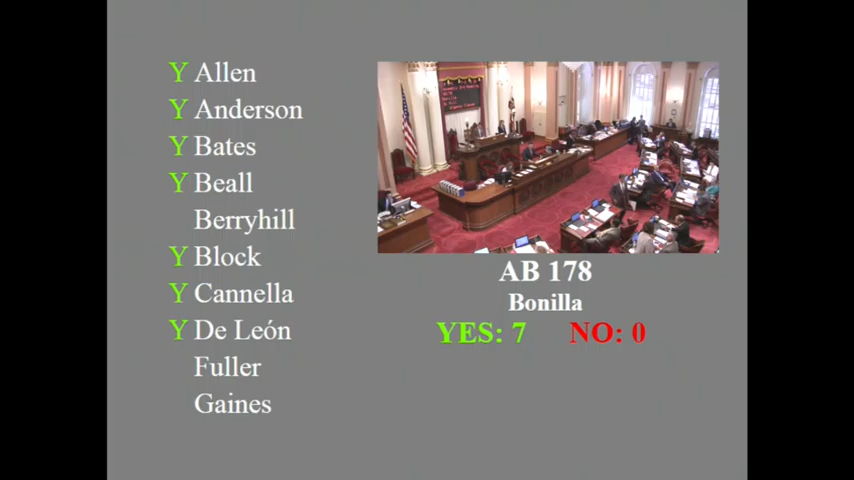 Y Allen
Y Anderson
Y Bates
Y Beall
Berryhill
Y Block
Y Cannella
Y De León
Fuller
Gaines
AB 178
Bonilla
YES: 7 NO: 0